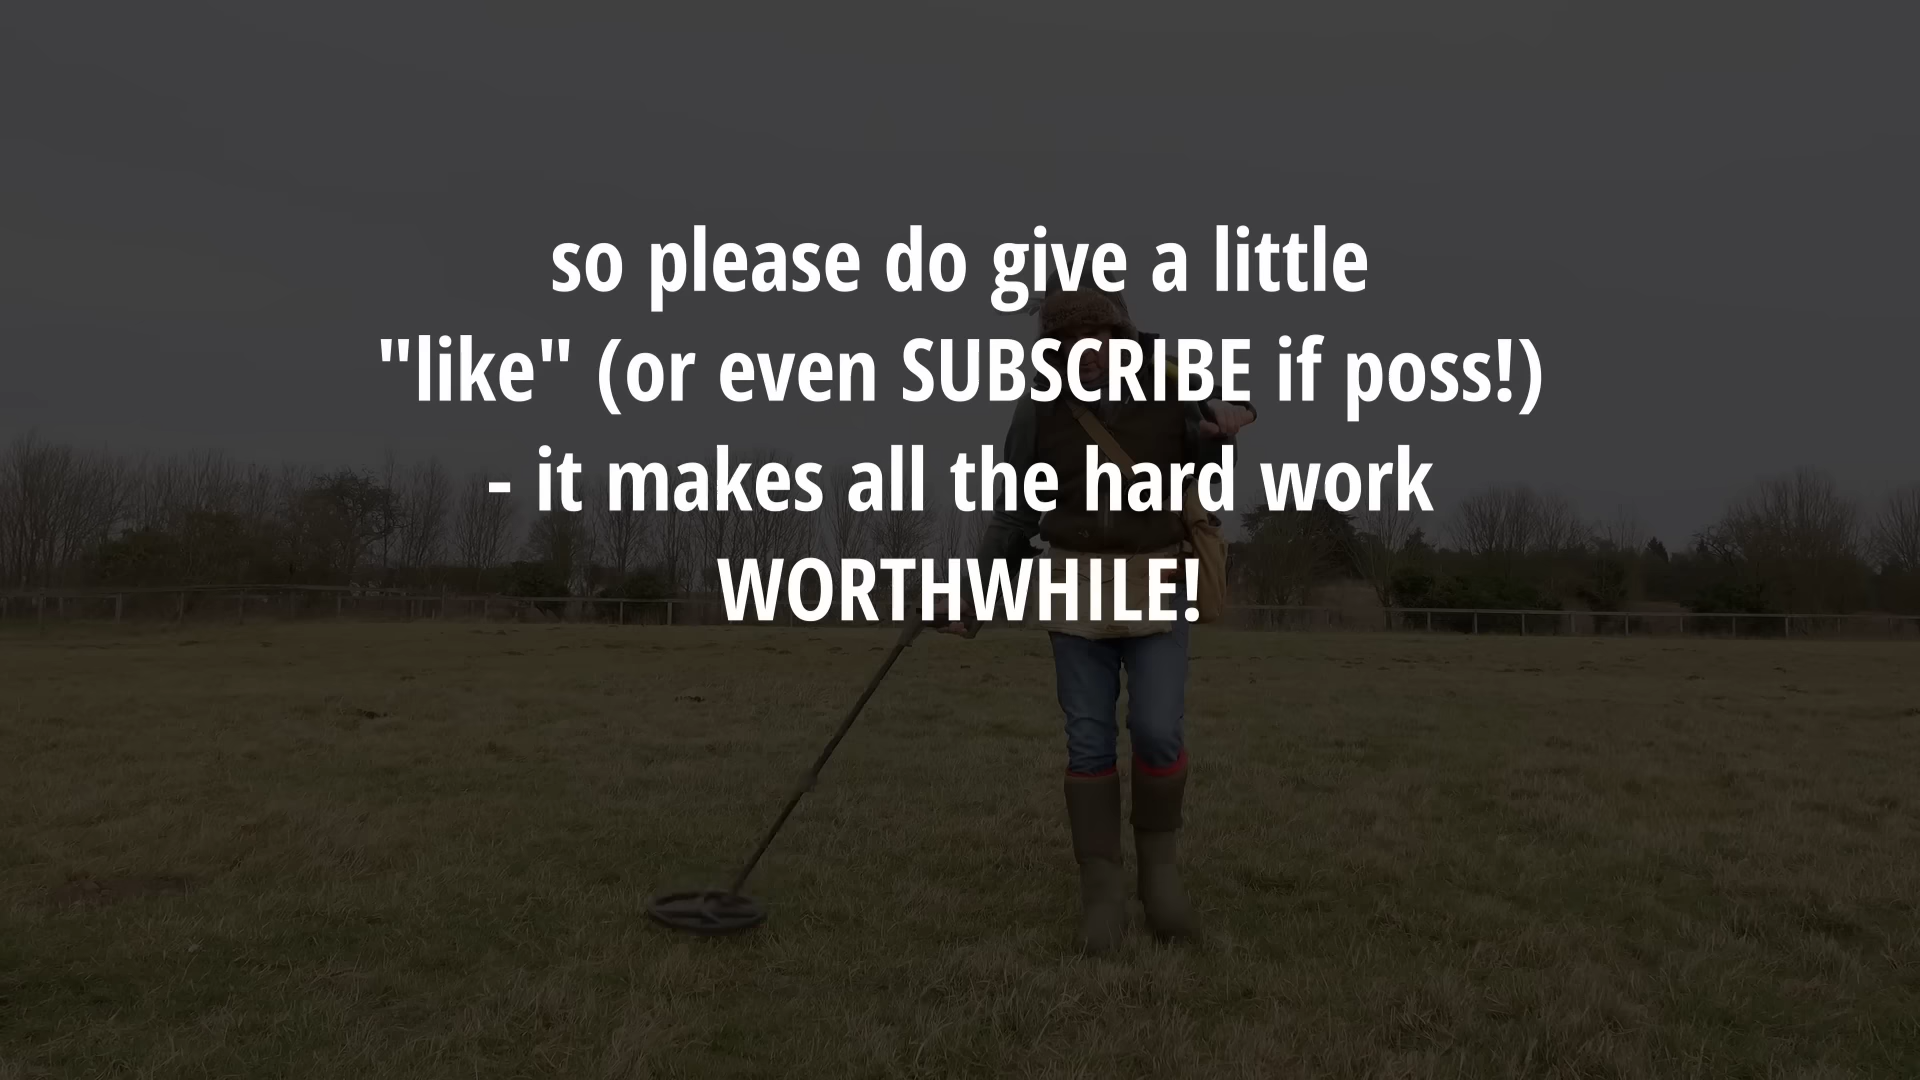 so please do give a little
"like" (or even SUBSCRIBE if poss!)
- it makes all the hard work
WORTHWHILE!